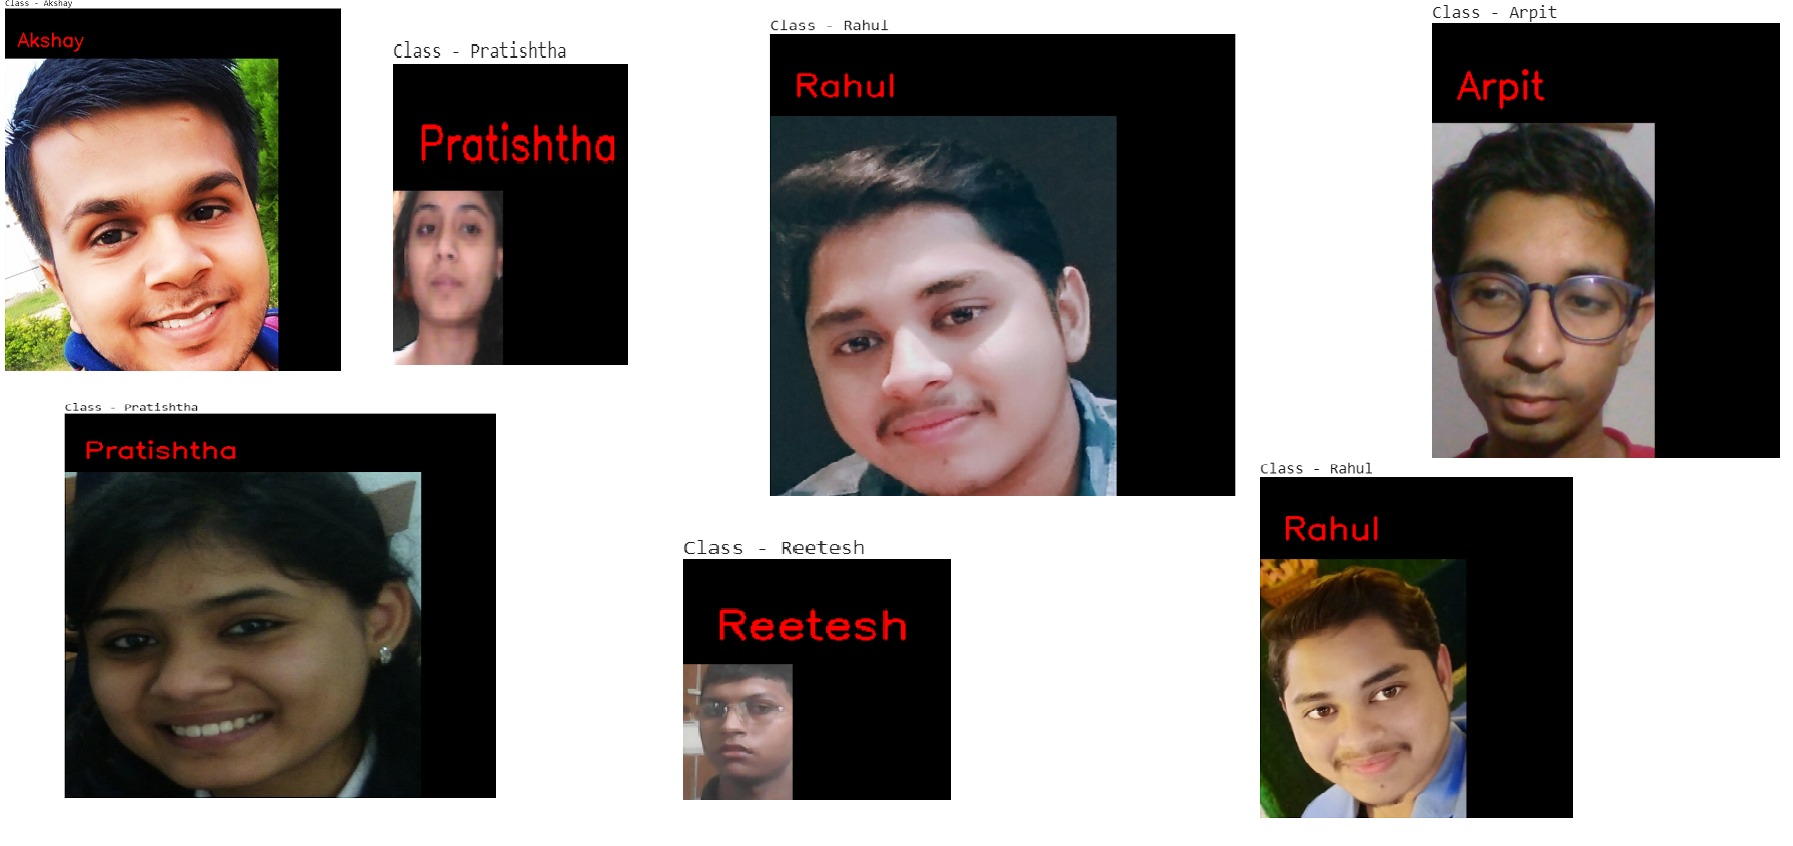 Class - Akshay
Akshay
Class - Pratishtha
Pratishtha
Class - Rahul
Rahul
Class - Arpit
Arpit
Class - Pratishtha
Pratishtha
Class - Reetesh
Reetesh
Class - Rahul
Rahul